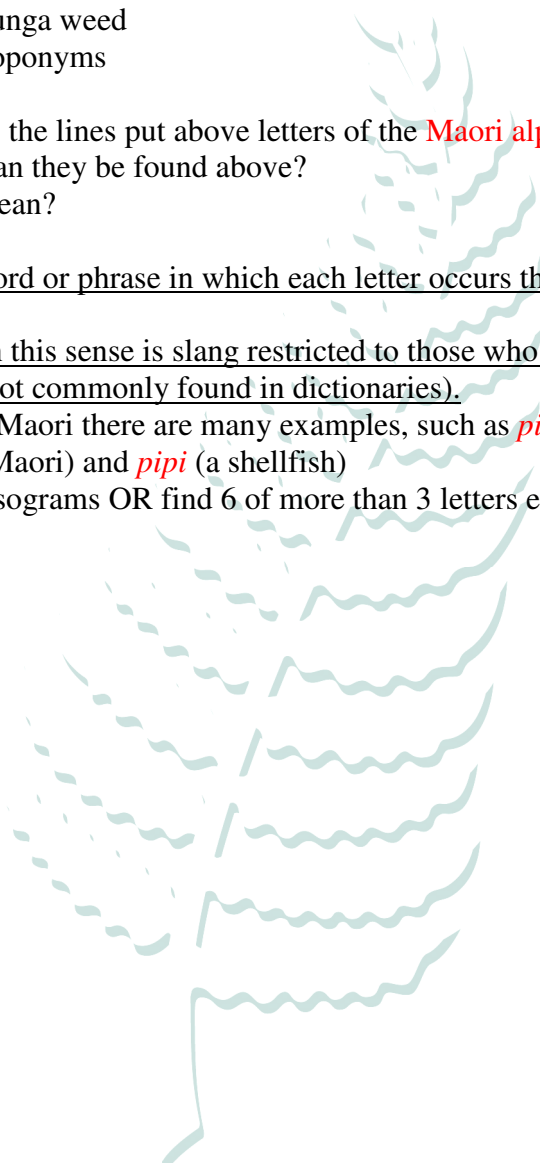 unga weed
oponyms
the lines put above letters of the Maori alp
an they be found above?
ean?
ord or phrase in which each letter occurs th
this sense is slang restricted to those who
ot commonly found in dictionaries).
Maori there are many examples, such as pi
Maori) and pipi (a shellfish)
sograms OR find 6 of more than 3 letters e